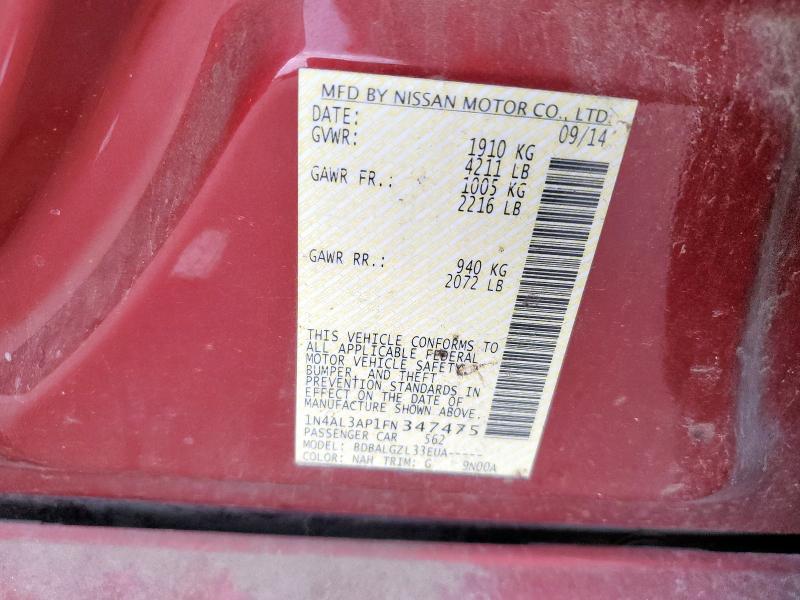 MFD BY NISSAN MOTOR CO., LTD.
DATE: 09/14
GVWR: 1910 KG
4211 LB
GAWR FR.: 1005 KG
2216 LB
GAWR RR.: 940 KG
2072 LB
THIS VEHICLE CONFORMS TO
ALL APPLICABLE FEDERAL
MOTOR VEHICLE SAFETY,
BUMPER, AND THEFT
PREVENTION STANDARDS IN
EFFECT ON THE DATE OF
MANUFACTURE SHOWN ABOVE.
1N4AL3AP1FN347475
PASSENGER CAR 562
MODEL: BDBALGZL33EUA-----
COLOR: NAH TRIM: G 9N00A